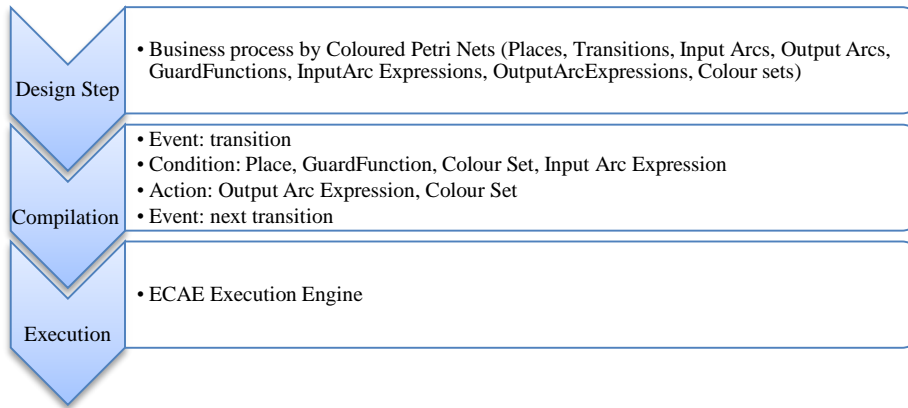 Design Step
• Business process by Coloured Petri Nets (Places, Transitions, Input Arcs, Output Arcs,
GuardFunctions, InputArc Expressions, OutputArcExpressions, Colour sets)
Compilation
• Event: transition
• Condition: Place, GuardFunction, Colour Set, Input Arc Expression
• Action: Output Arc Expression, Colour Set
• Event: next transition
Execution
• ECAE Execution Engine